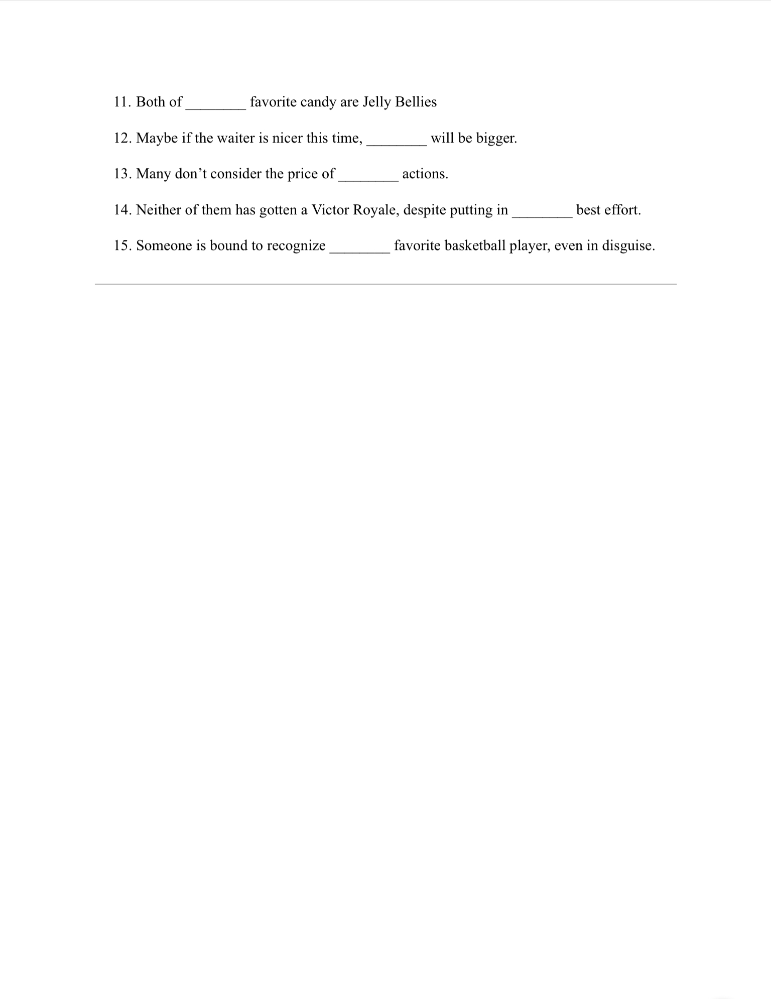 11. Both of ________ favorite candy are Jelly Bellies
12. Maybe if the waiter is nicer this time, ________ will be bigger.
13. Many don’t consider the price of ________ actions.
14. Neither of them has gotten a Victor Royale, despite putting in ________ best effort.
15. Someone is bound to recognize ________ favorite basketball player, even in disguise.